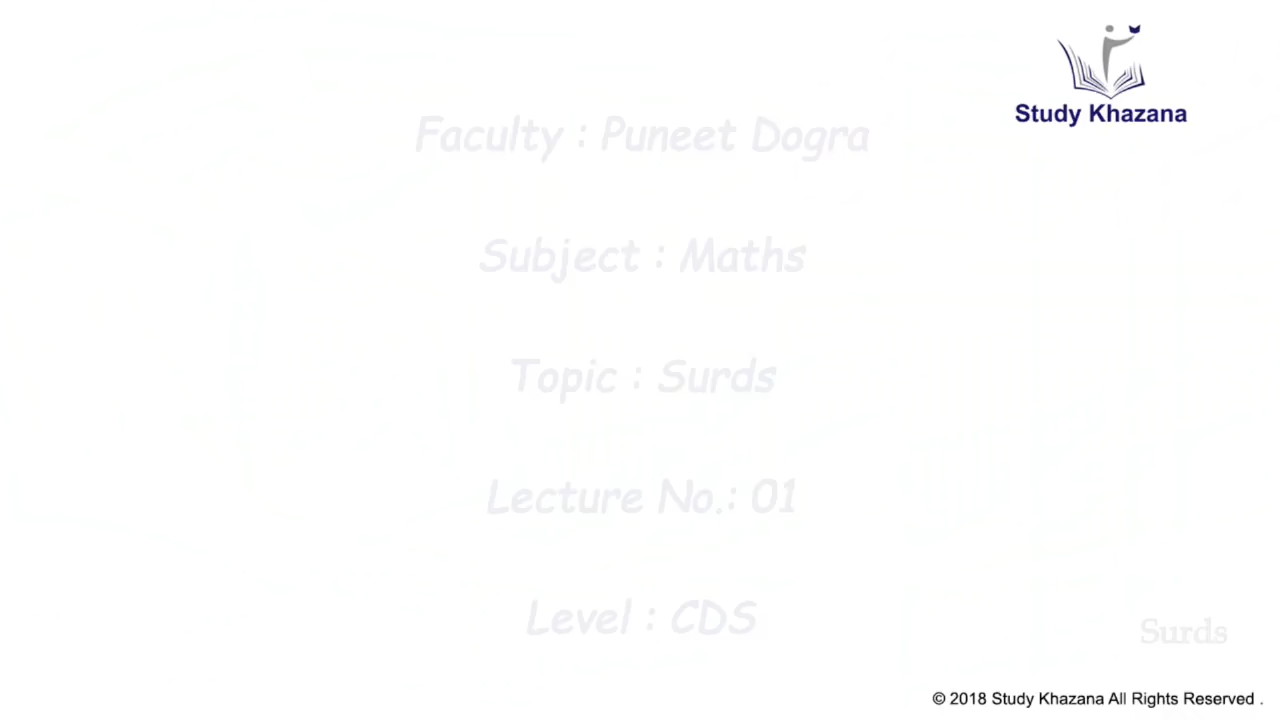 Study Khazana
Faculty : Puneet Dogra
Subject : Maths
Topic : Surds
Lecture No.: 01
Level : CDS
Surds
© 2018 Study Khazana All Rights Reserved .